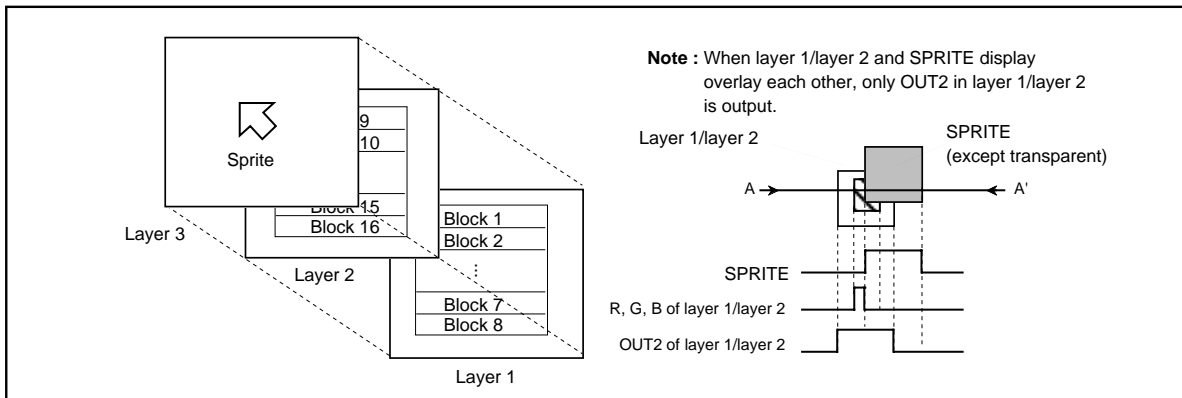 Sprite
9
10
Block 15
Block 16
Block 1
Block 2
⋮
Block 7
Block 8
Layer 3
Layer 2
Layer 1
Note : When layer 1/layer 2 and SPRITE display
overlay each other, only OUT2 in layer 1/layer 2
is output.
Layer 1/layer 2
SPRITE
(except transparent)
A
A'
SPRITE
R, G, B of layer 1/layer 2
OUT2 of layer 1/layer 2